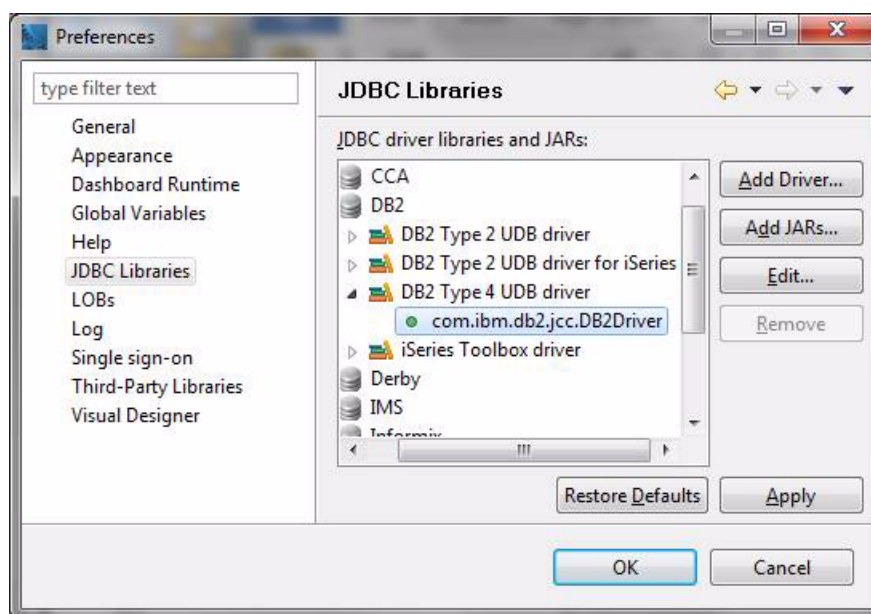 Preferences
type filter text
General
Appearance
Dashboard Runtime
Global Variables
Help
JDBC Libraries
LOBs
Log
Single sign-on
Third-Party Libraries
Visual Designer
JDBC Libraries
JDBC driver libraries and JARs:
CCA
DB2
DB2 Type 2 UDB driver
DB2 Type 2 UDB driver for iSeries
DB2 Type 4 UDB driver
com.ibm.db2.jcc.DB2Driver
iSeries Toolbox driver
Derby
IMS
Informix
Add Driver...
Add JARs...
Edit...
Remove
Restore Defaults
Apply
OK
Cancel